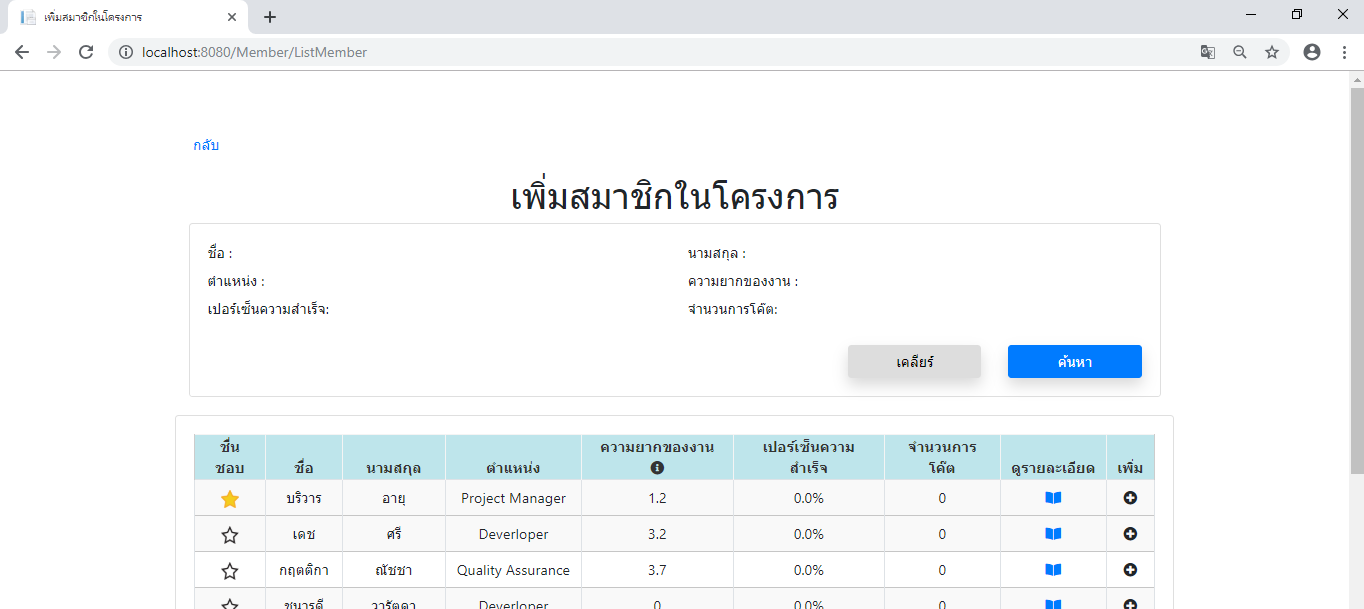 เพิ่มสมาชิกในโครงการ
localhost:8080/Member/ListMember
กลับ
เพิ่มสมาชิกในโครงการ
ชื่อ : นามสกุล :
ตำแหน่ง : ความยากของงาน :
เปอร์เซ็นความสำเร็จ: จำนวนการโค๊ต:
เคลียร์ ค้นหา
ชื่น ความยากของงาน เปอร์เซ็นความ จำนวนการ
ชอบ ชื่อ นามสกุล ตำแหน่ง สำเร็จ โค๊ต ดูรายละเอียด เพิ่ม
บริวาร อายุ Project Manager 1.2 0.0% 0
เดช ศรี Deverloper 3.2 0.0% 0
กฤตติกา ณัชชา Quality Assurance 3.7 0.0% 0
ชนารดี วารัตดา Deverloper 0 0.0% 0